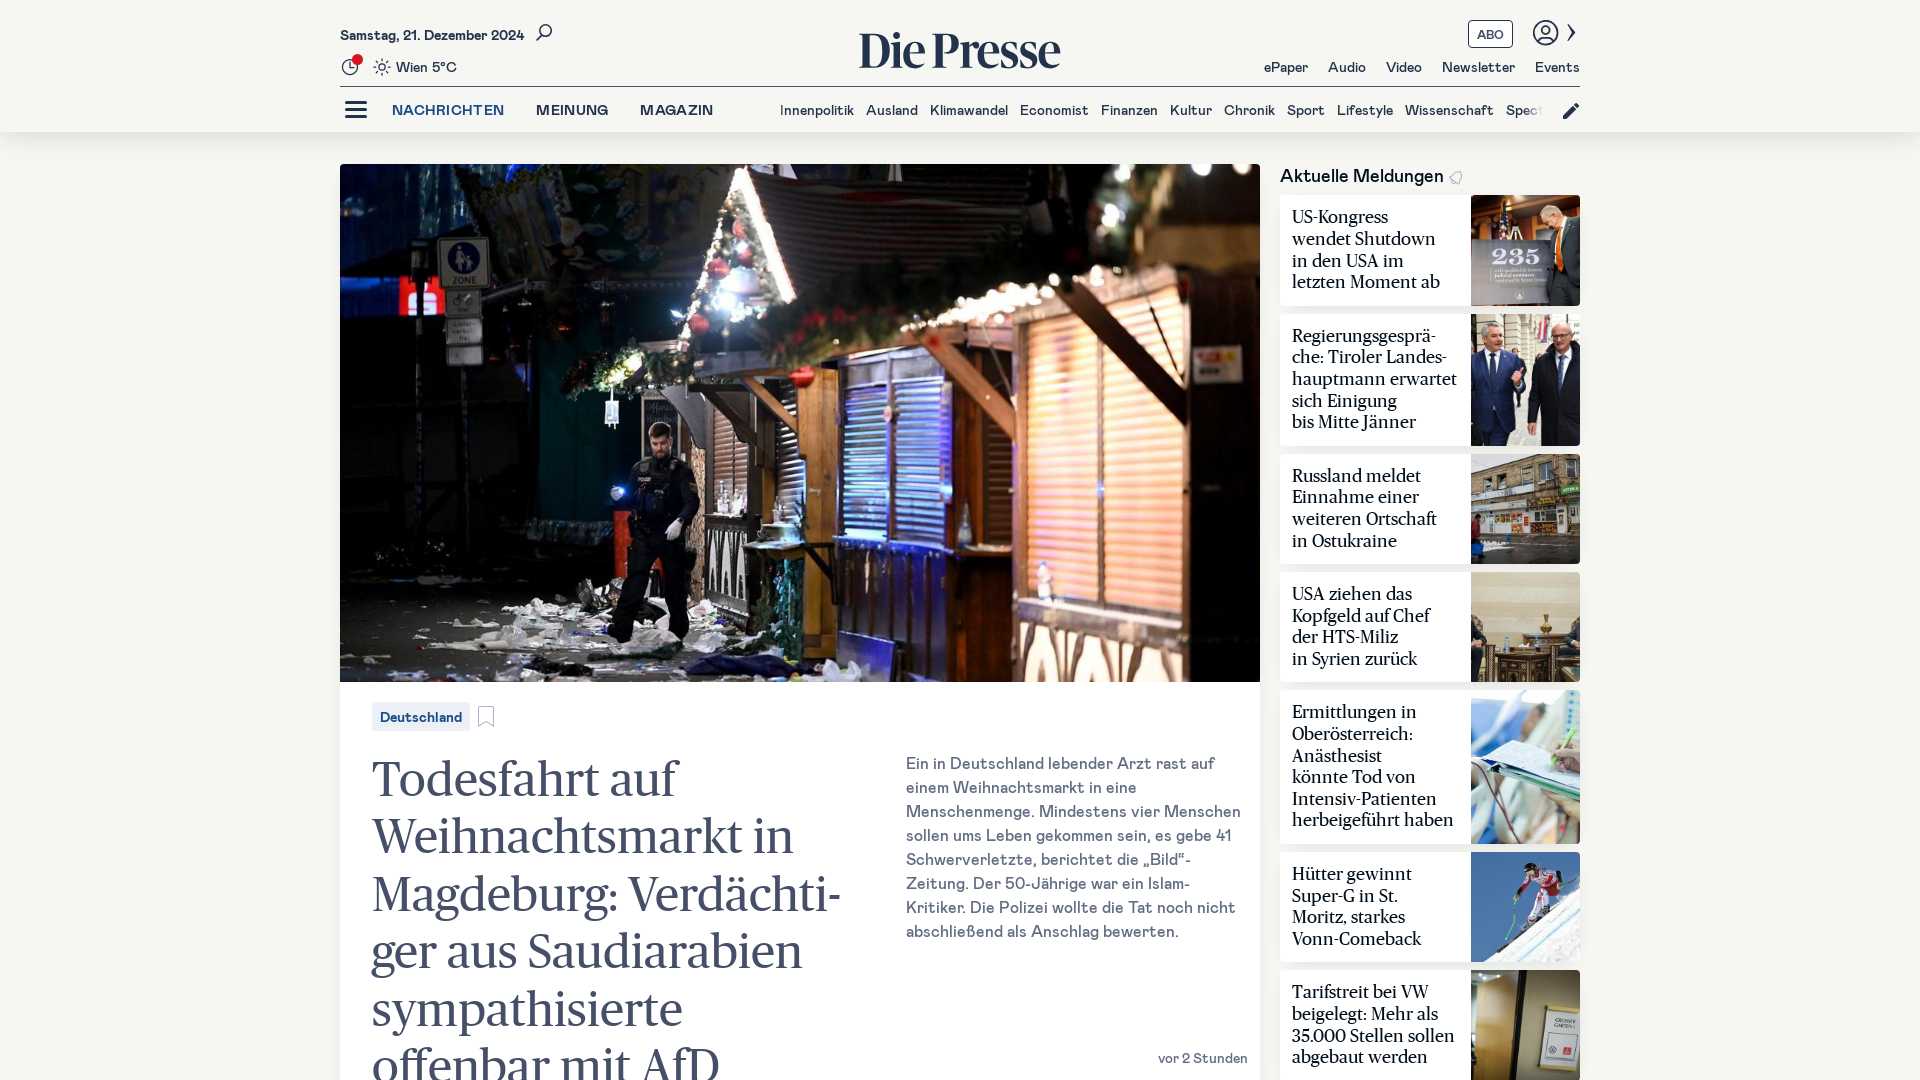 Samstag, 21. Dezember 2024
Die Presse
ABO
Wien 5°C
ePaper Audio Video Newsletter Events
NACHRICHTEN MEINUNG MAGAZIN
Innenpolitik Ausland Klimawandel Economist Finanzen Kultur Chronik Sport Lifestyle Wissenschaft Spect
ZONE
POLIZEI
Deutschland
Todesfahrt auf
Weihnachtsmarkt in
Magdeburg: Verdächti-
ger aus Saudiarabien
sympathisierte
offenbar mit AfD
Ein in Deutschland lebender Arzt rast auf
einem Weihnachtsmarkt in eine
Menschenmenge. Mindestens vier Menschen
sollen ums Leben gekommen sein, es gebe 41
Schwerverletzte, berichtet die „Bild“-
Zeitung. Der 50-Jährige war ein Islam-
Kritiker. Die Polizei wollte die Tat noch nicht
abschließend als Anschlag bewerten.
vor 2 Stunden
Aktuelle Meldungen
US-Kongress
wendet Shutdown
in den USA im
letzten Moment ab
235
Regierungsgesprä-
che: Tiroler Landes-
hauptmann erwartet
sich Einigung
bis Mitte Jänner
Russland meldet
Einnahme einer
weiteren Ortschaft
in Ostukraine
USA ziehen das
Kopfgeld auf Chef
der HTS-Miliz
in Syrien zurück
Ermittlungen in
Oberösterreich:
Anästhesist
könnte Tod von
Intensiv-Patienten
herbeigeführt haben
Hütter gewinnt
Super-G in St.
Moritz, starkes
Vonn-Comeback
Tarifstreit bei VW
beigelegt: Mehr als
35.000 Stellen sollen
abgebaut werden